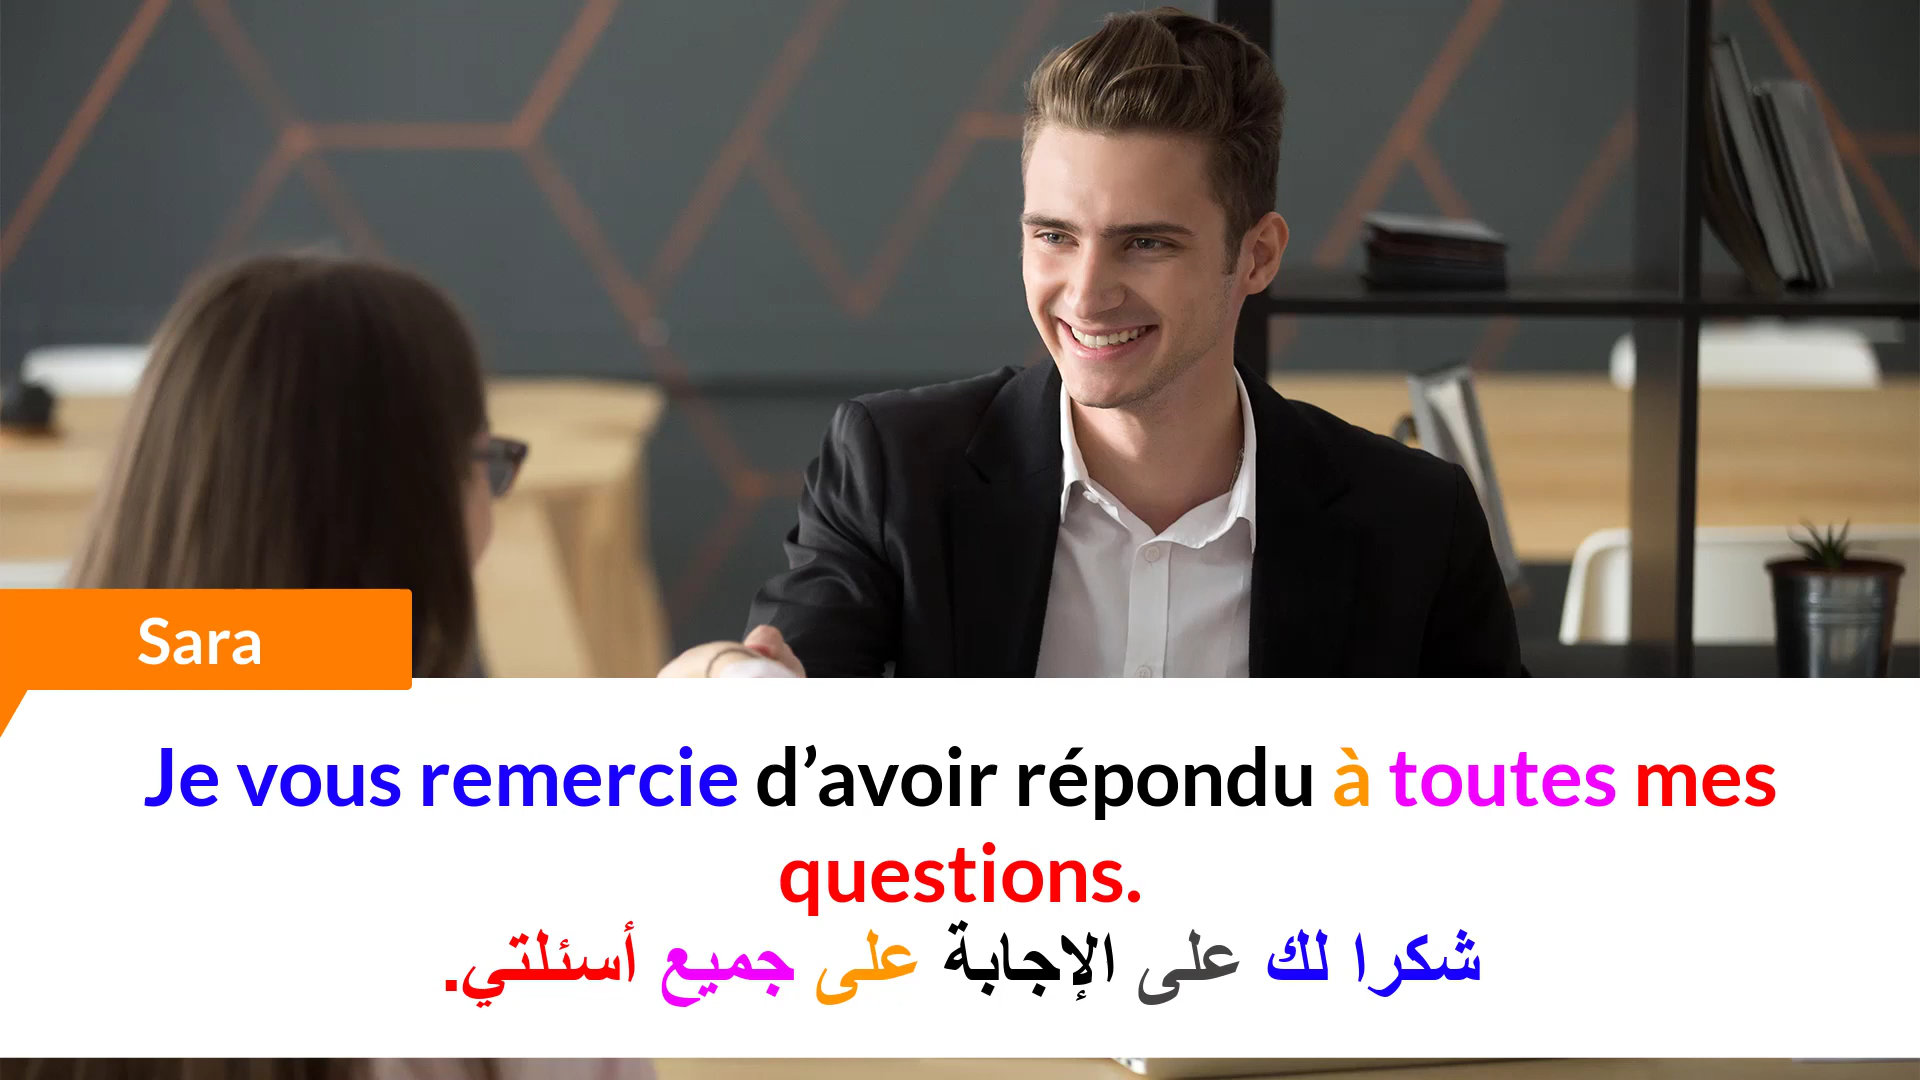 Sara
Je vous remercie d’avoir répondu à toutes mes
questions.
شكرا لك على الإجابة على جميع أسئلتي.